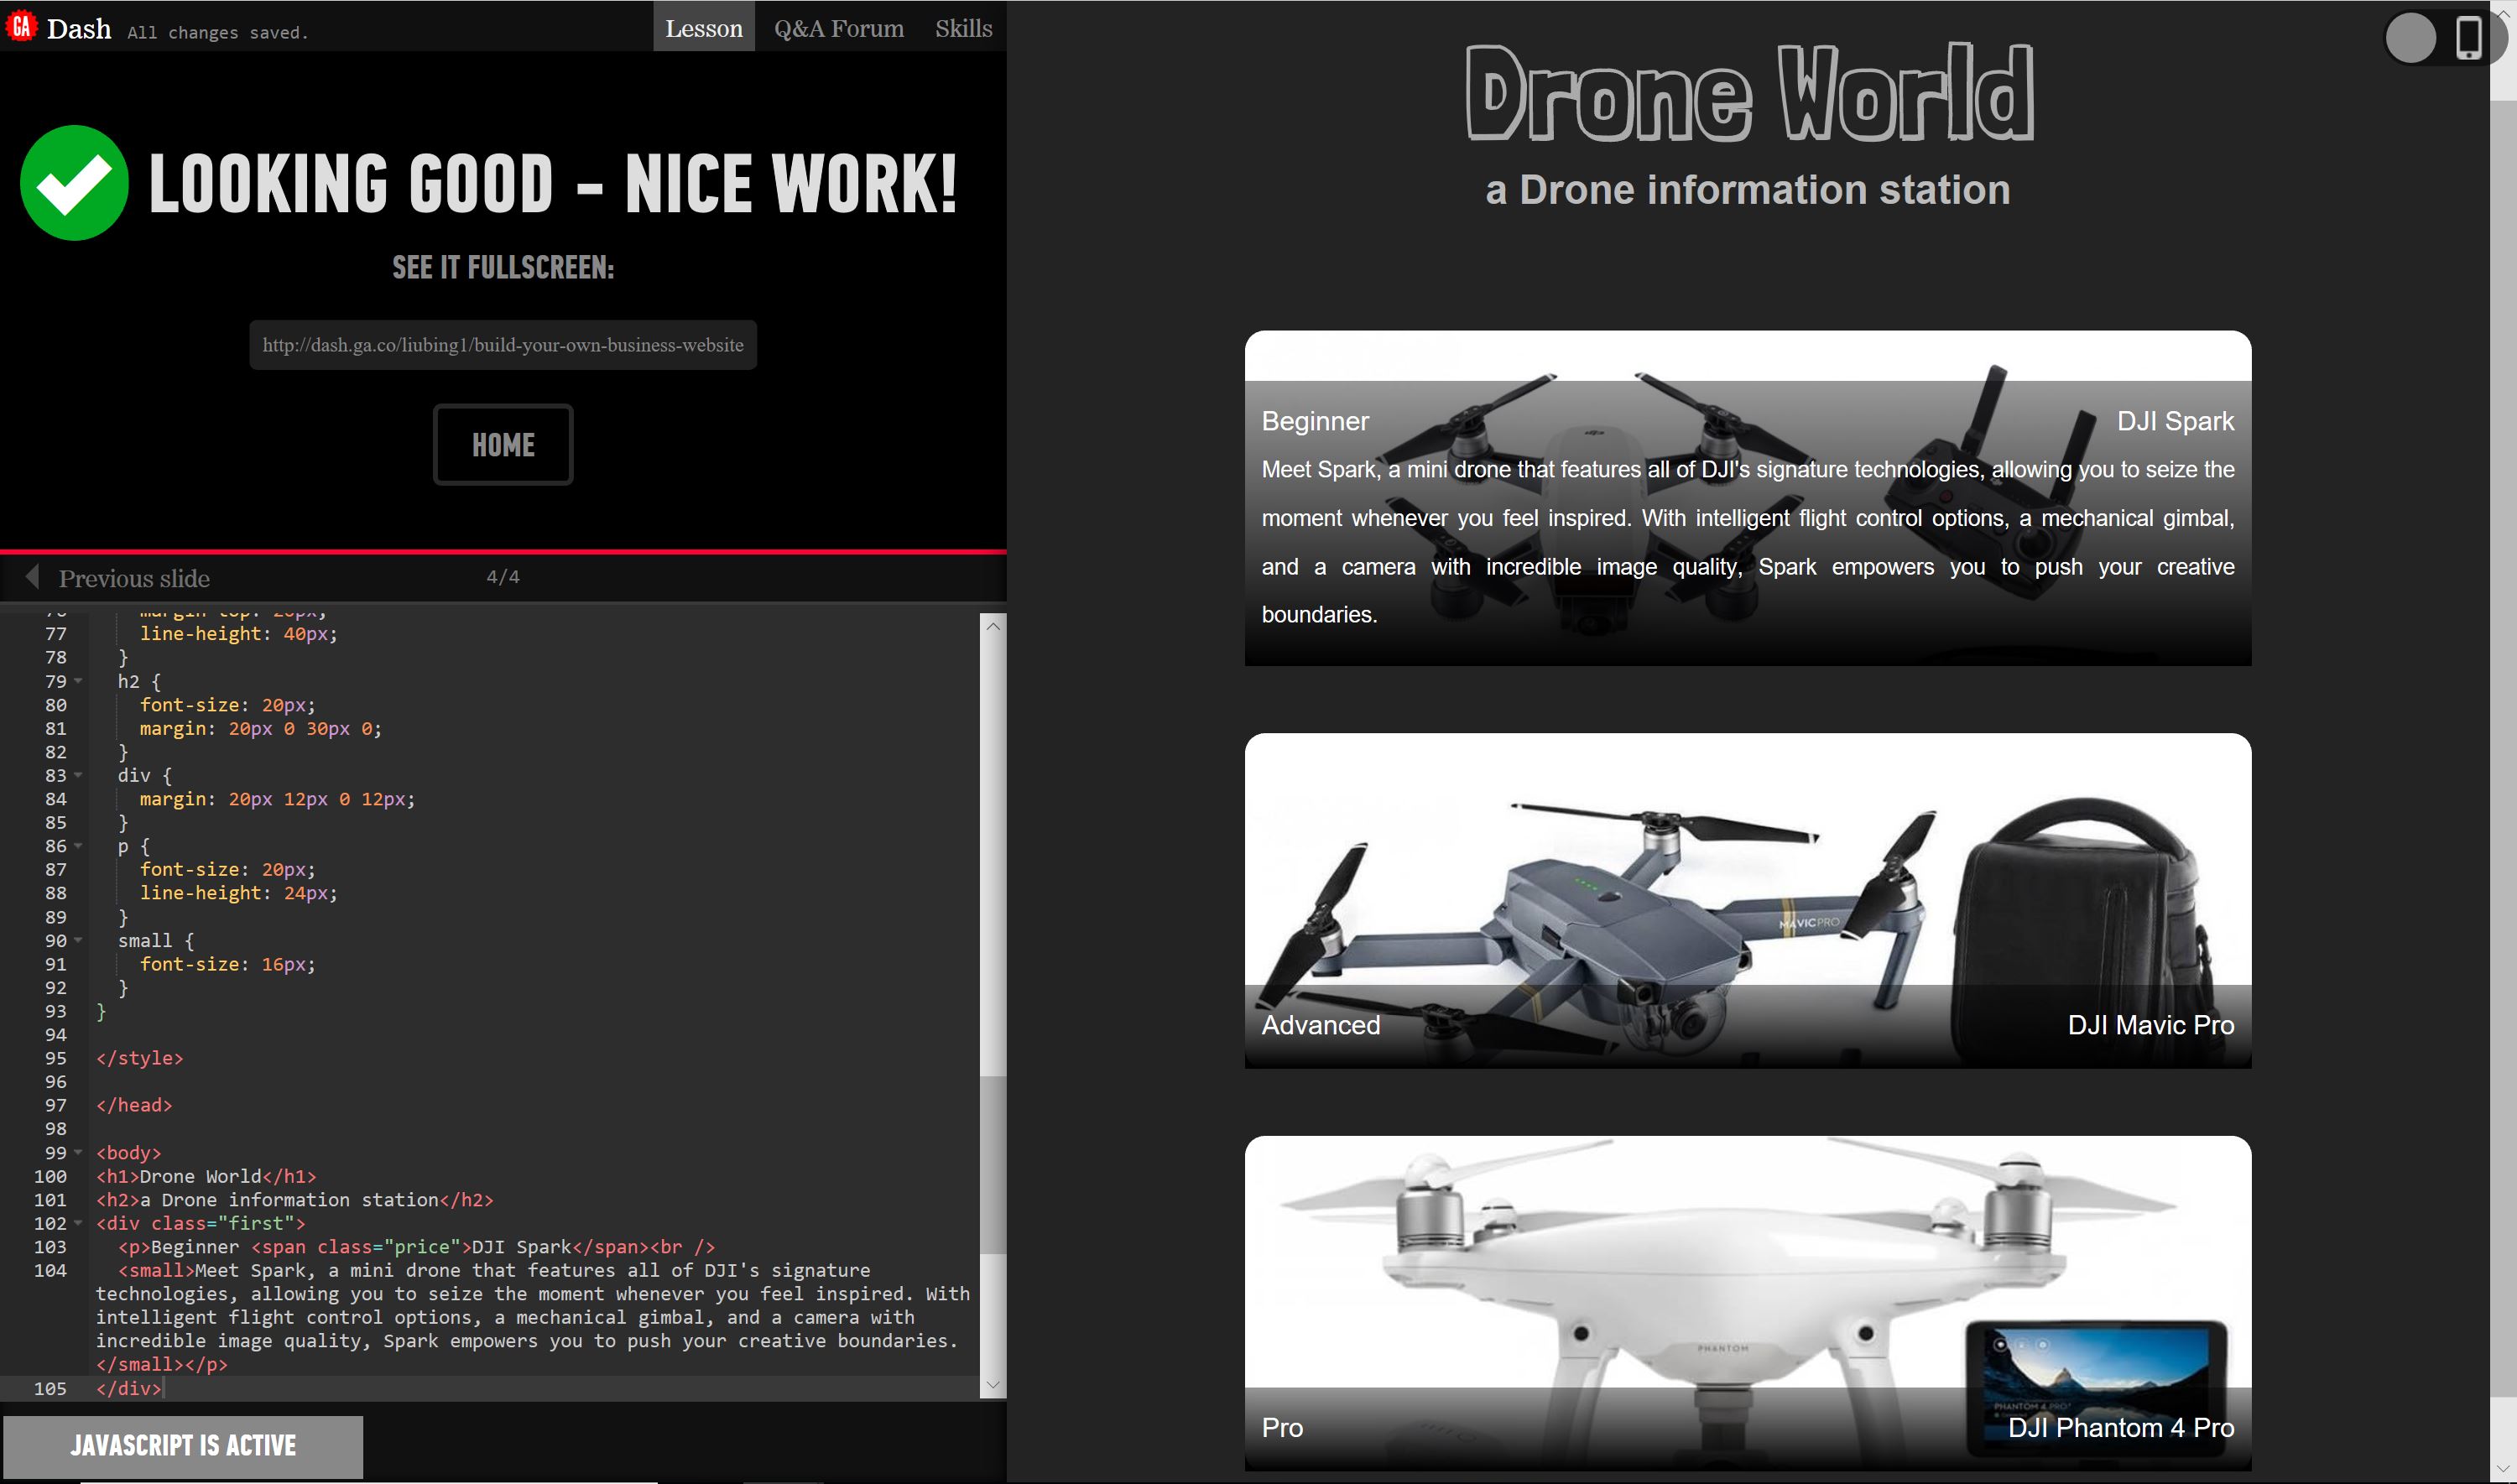 GA Dash All changes saved.
Lesson Q&A Forum Skills
LOOKING GOOD - NICE WORK!
SEE IT FULLSCREEN:
http://dash.ga.co/liubing1/build-your-own-business-website
HOME
Previous slide 4/4
77 line-height: 40px;
78 }
79 h2 {
80 font-size: 20px;
81 margin: 20px 0 30px 0;
82 }
83 div {
84 margin: 20px 12px 0 12px;
85 }
86 p {
87 font-size: 20px;
88 line-height: 24px;
89 }
90 small {
91 font-size: 16px;
92 }
93 }
94
95 </style>
96
97 </head>
98
99 <body>
100 <h1>Drone World</h1>
101 <h2>a Drone information station</h2>
102 <div class="first">
103 <p>Beginner <span class="price">DJI Spark</span><br />
104 <small>Meet Spark, a mini drone that features all of DJI's signature
technologies, allowing you to seize the moment whenever you feel inspired. With
intelligent flight control options, a mechanical gimbal, and a camera with
incredible image quality, Spark empowers you to push your creative boundaries.
</small></p>
105 </div>
JAVASCRIPT IS ACTIVE
Drone World
a Drone information station
Beginner DJI Spark
Meet Spark, a mini drone that features all of DJI's signature technologies, allowing you to seize the
moment whenever you feel inspired. With intelligent flight control options, a mechanical gimbal,
and a camera with incredible image quality, Spark empowers you to push your creative
boundaries.
MAVIC PRO
Advanced DJI Mavic Pro
PHANTOM
PHANTOM 4 PRO+
Pro DJI Phantom 4 Pro